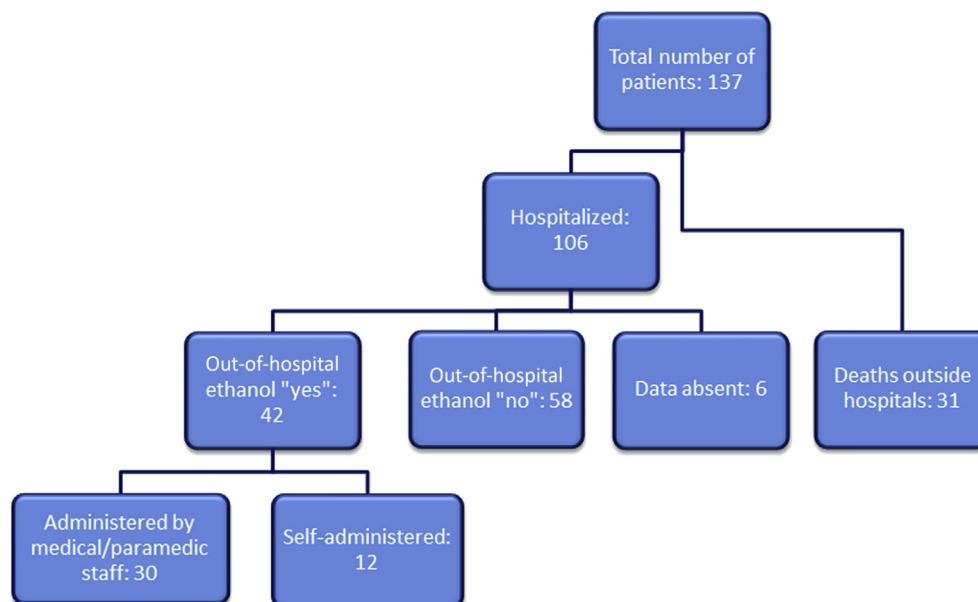 Total number of
patients: 137
Hospitalized:
106
Out-of-hospital
ethanol "yes":
42
Out-of-hospital
ethanol "no": 58
Data absent: 6
Deaths outside
hospitals: 31
Administered by
medical/paramedic
staff: 30
Self-administered:
12